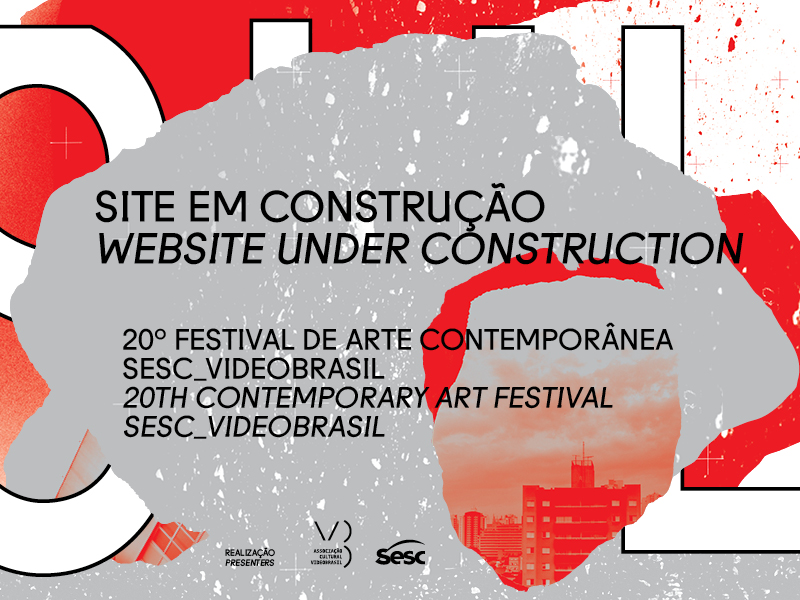 SITE EM CONSTRUÇÃO
WEBSITE UNDER CONSTRUCTION
20º FESTIVAL DE ARTE CONTEMPORÂNEA
SESC_VIDEOBRASIL
20TH CONTEMPORARY ART FESTIVAL
SESC_VIDEOBRASIL
REALIZAÇÃO
PRESENTERS
ASSOCIAÇÃO
CULTURAL
VIDEOBRASIL
Sesc